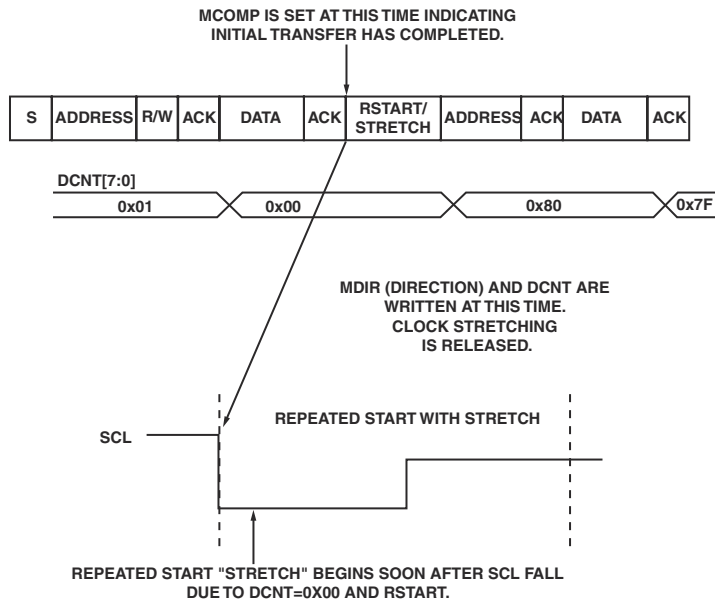 MCOMP IS SET AT THIS TIME INDICATING
INITIAL TRANSFER HAS COMPLETED.
S ADDRESS R/W ACK DATA ACK RSTART/ STRETCH ADDRESS ACK DATA ACK
DCNT[7:0]
0x01 0x00 0x80 0x7F
MDIR (DIRECTION) AND DCNT ARE
WRITTEN AT THIS TIME.
CLOCK STRETCHING
IS RELEASED.
REPEATED START WITH STRETCH
SCL
REPEATED START "STRETCH" BEGINS SOON AFTER SCL FALL
DUE TO DCNT=0X00 AND RSTART.